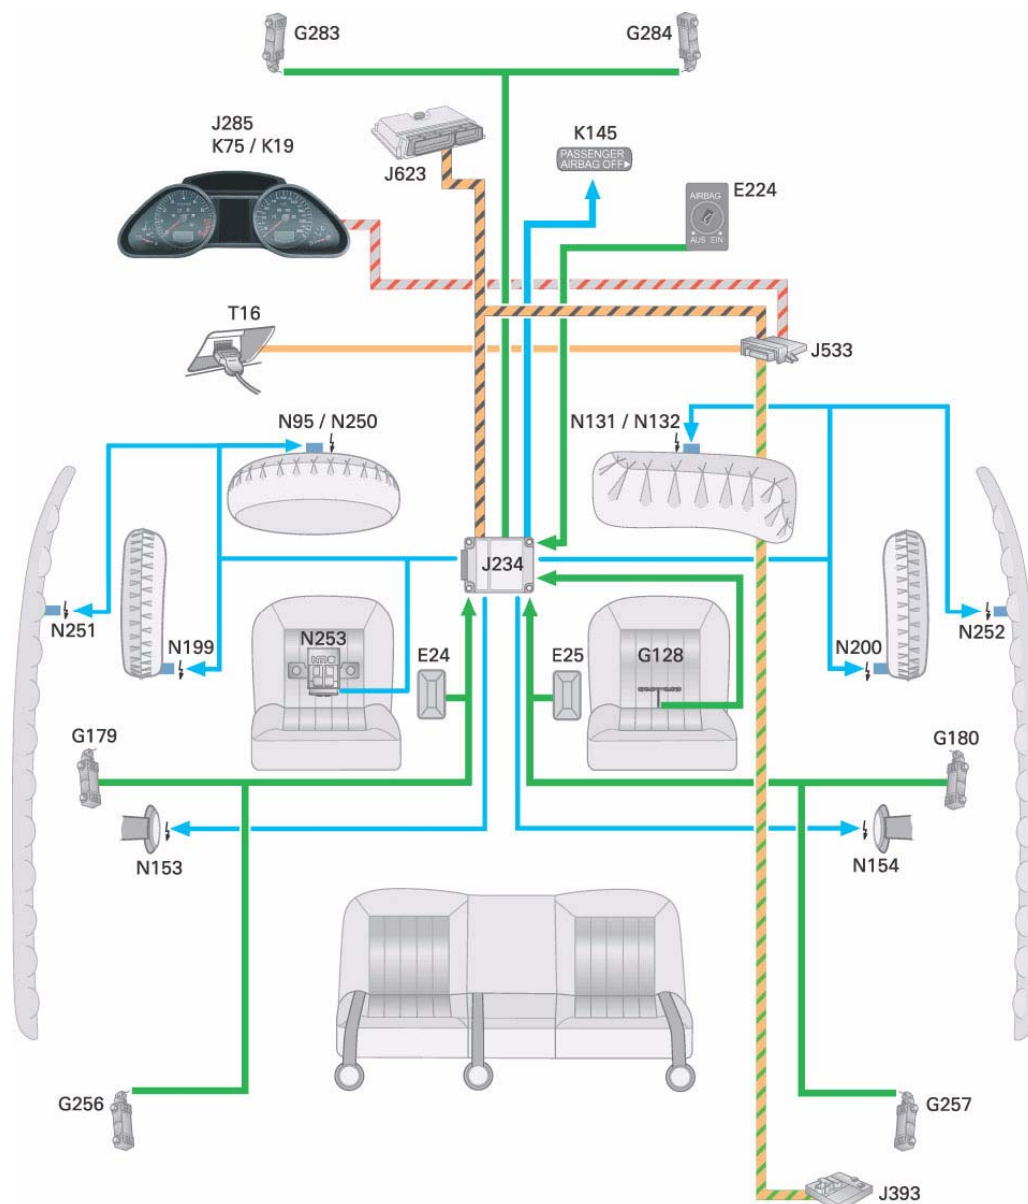 G283
G284
J285
K75 / K19
J623
K145
PASSENGER
AIRBAG OFF
E224
AIRBAG
AUS EIN
T16
J533
N95 / N250
N131 / N132
J234
N251
N199
N253
E24
E25
G128
N200
N252
G179
G180
N153
N154
G256
G257
J393